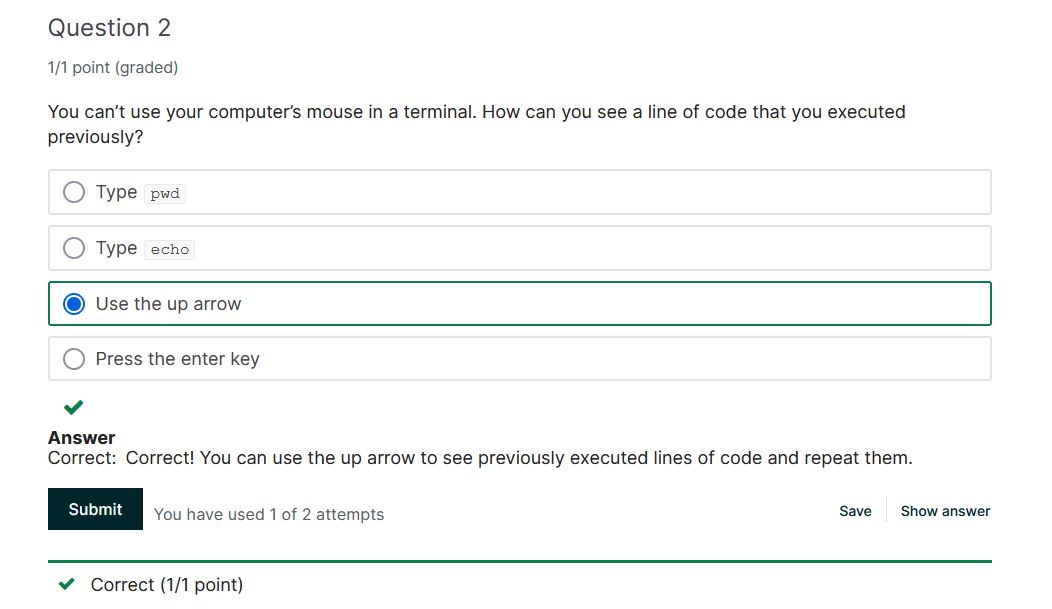 Question 2
1/1 point (graded)
You can’t use your computer’s mouse in a terminal. How can you see a line of code that you executed
previously?
Type pwd
Type echo
Use the up arrow
Press the enter key
Answer
Correct: Correct! You can use the up arrow to see previously executed lines of code and repeat them.
Submit You have used 1 of 2 attempts Save Show answer
Correct (1/1 point)